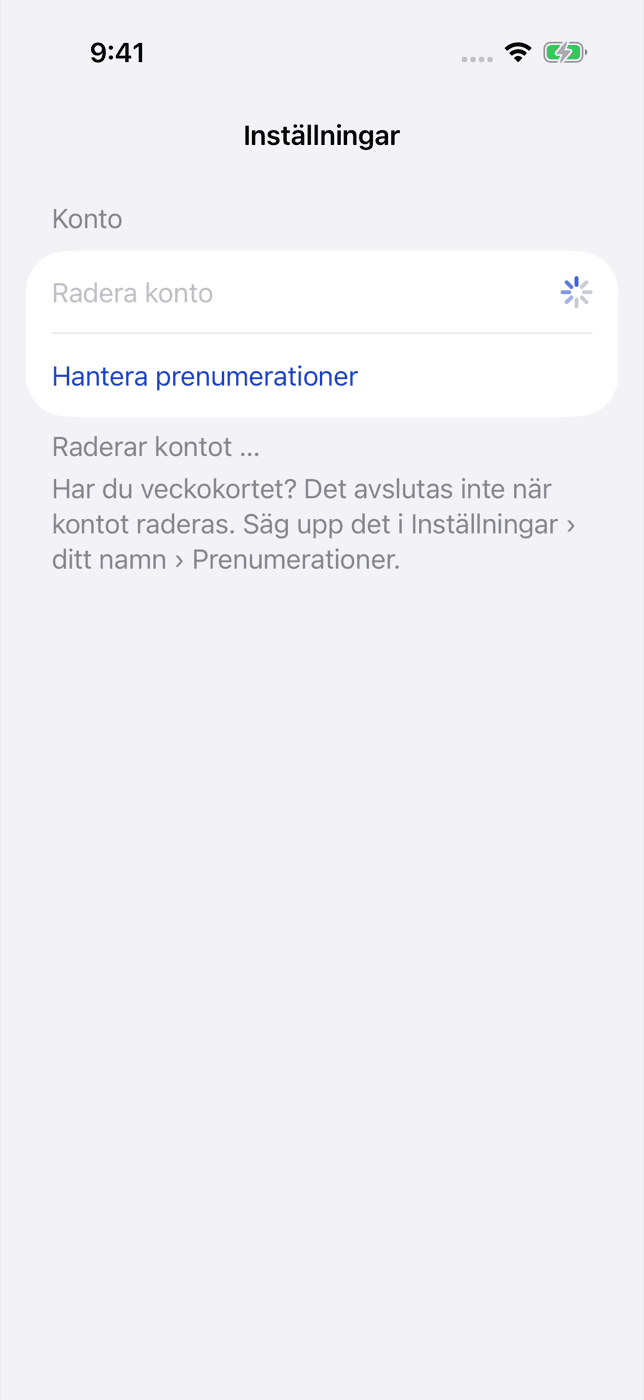 9:41
Inställningar
Konto
Radera konto
Hantera prenumerationer
Raderar kontot ...
Har du veckokortet? Det avslutas inte när
kontot raderas. Säg upp det i Inställningar ›
ditt namn › Prenumerationer.